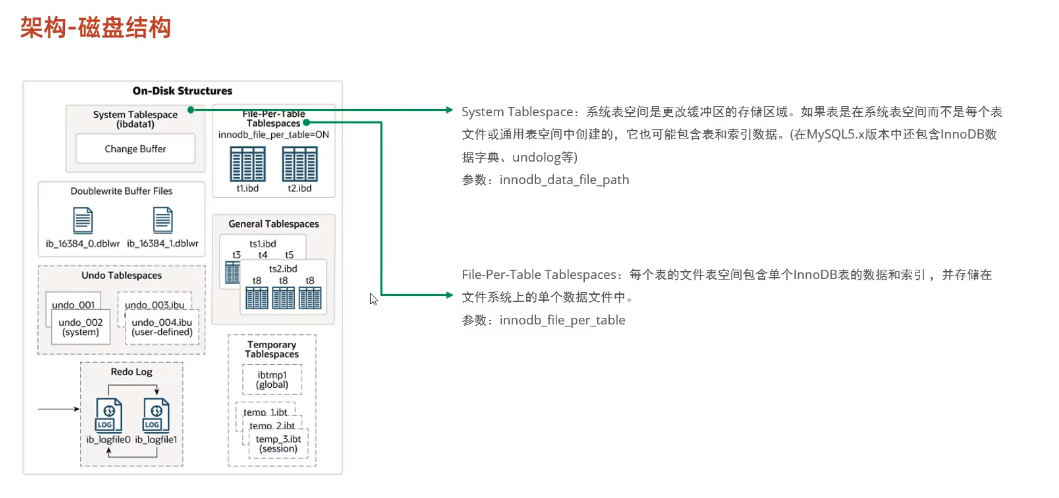 架构-磁盘结构
On-Disk Structures
System Tablespace
(ibdata1)
Change Buffer
File-Per-Table
Tablespaces
innodb_file_per_table=ON
t1.ibd
t2.ibd
Doublewrite Buffer Files
ib_16384_0.dblwr
ib_16384_1.dblwr
General Tablespaces
ts1.ibd
t3
t4
t5
ts2.ibd
t8
t8
t8
Undo Tablespaces
undo_001
undo_002
(system)
undo_003.ibu
undo_004.ibu
(user-defined)
Temporary
Tablespaces
ibtmp1
(global)
temp_1.ibt
temp_2.ibt
temp_3.ibt
(session)
Redo Log
LOG
LOG
ib_logfile0
ib_logfile1
System Tablespace：系统表空间是更改缓冲区的存储区域。如果表是在系统表空间而不是每个表
文件或通用表空间中创建的，它也可能包含表和索引数据。(在MySQL5.x版本中还包含InnoDB数
据字典、undolog等)
参数：innodb_data_file_path
File-Per-Table Tablespaces：每个表的文件表空间包含单个InnoDB表的数据和索引 ，并存储在
文件系统上的单个数据文件中。
参数：innodb_file_per_table